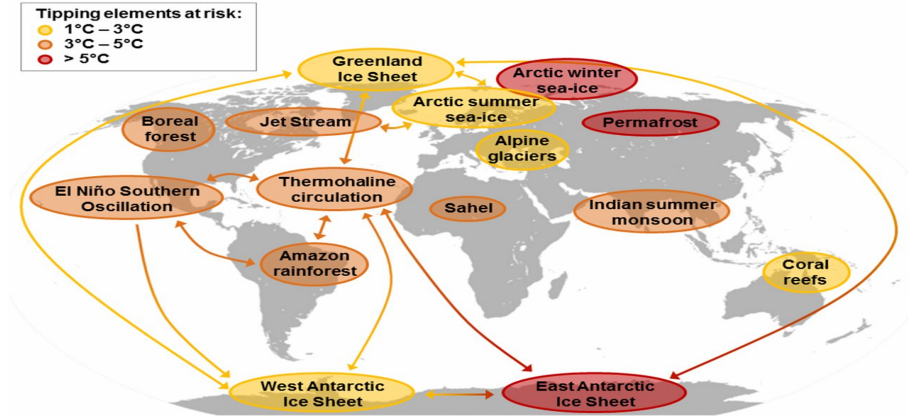 Tipping elements at risk:
1°C – 3°C
3°C – 5°C
> 5°C
Greenland
Ice Sheet
Arctic winter
sea-ice
Arctic summer
sea-ice
Boreal
forest
Jet Stream
Permafrost
Alpine
glaciers
El Niño Southern
Oscillation
Thermohaline
circulation
Sahel
Indian summer
monsoon
Amazon
rainforest
Coral
reefs
West Antarctic
Ice Sheet
East Antarctic
Ice Sheet